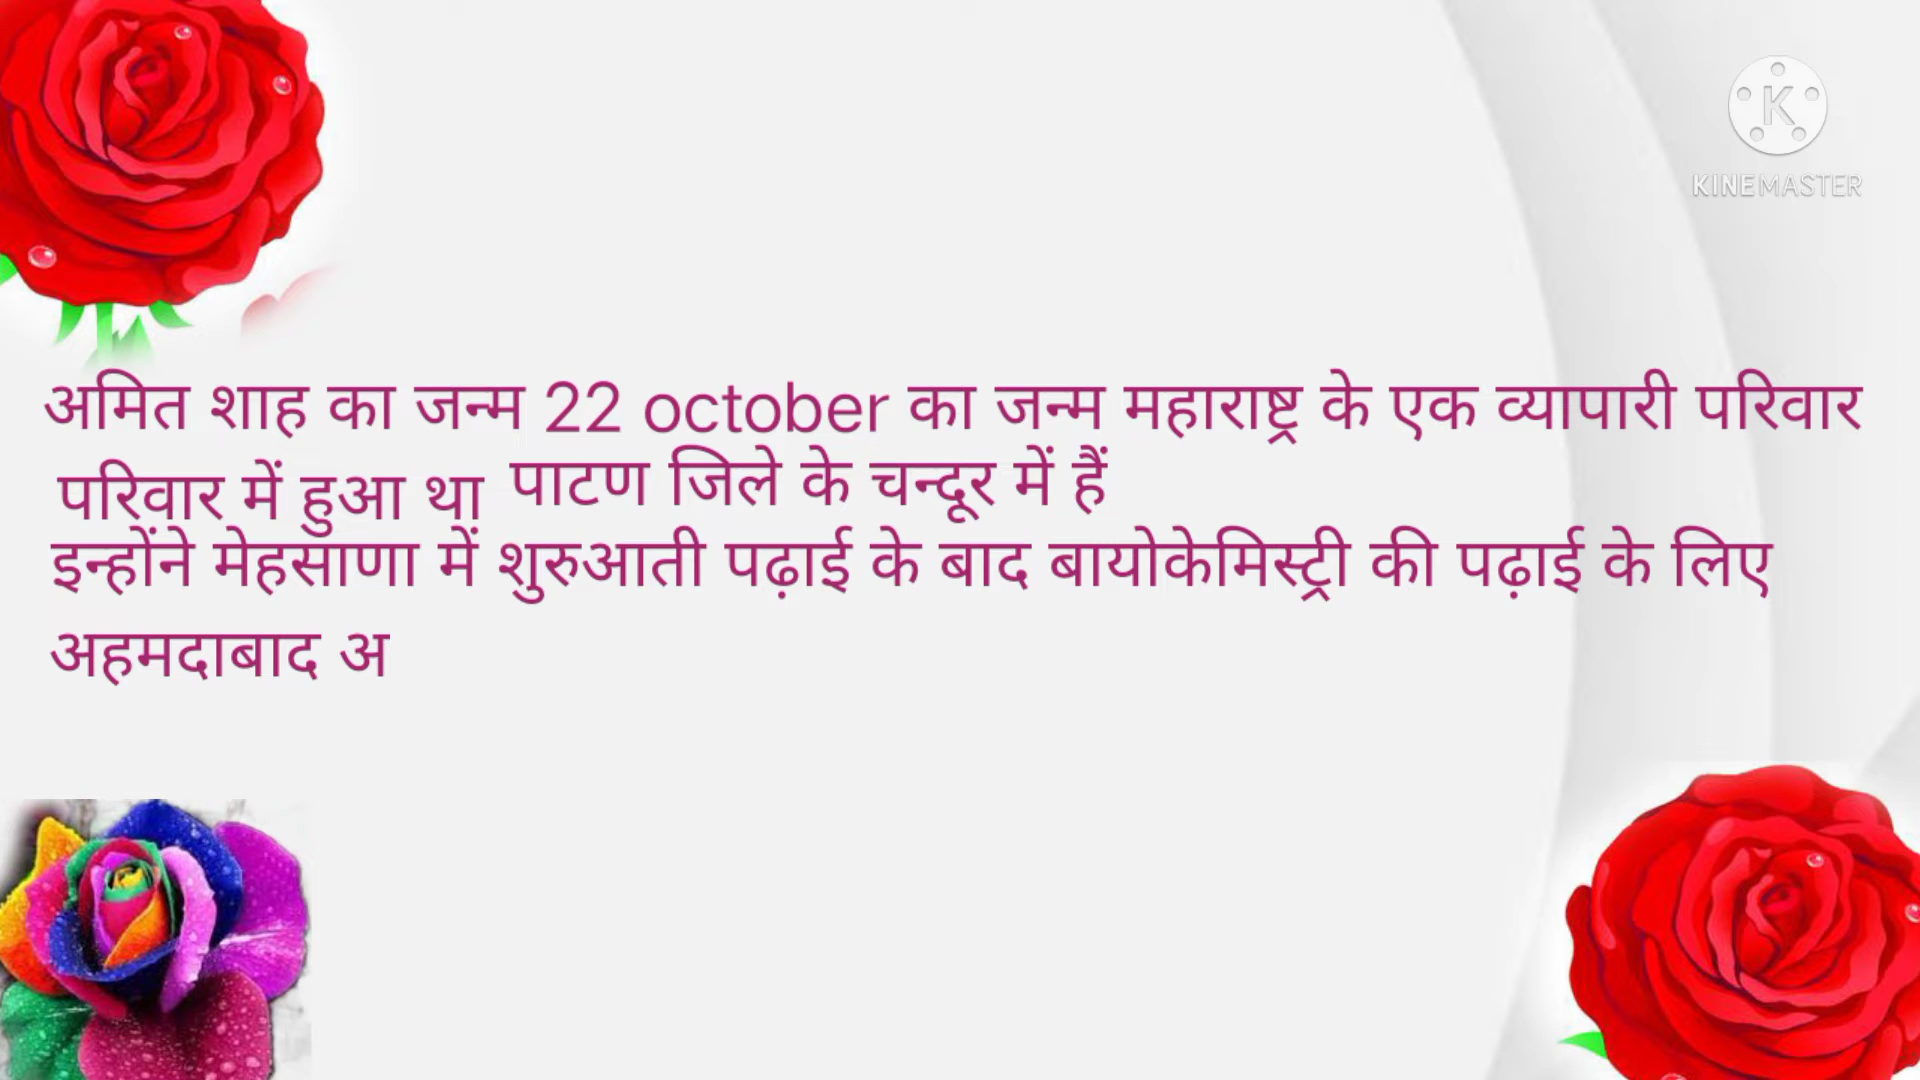 KINEMASTER
अमित शाह का जन्म 22 october का जन्म महाराष्ट्र के एक व्यापारी परिवार
परिवार में हुआ था पाटण जिले के चन्दूर में हैं
इन्होंने मेहसाणा में शुरुआती पढ़ाई के बाद बायोकेमिस्ट्री की पढ़ाई के लिए
अहमदाबाद अ